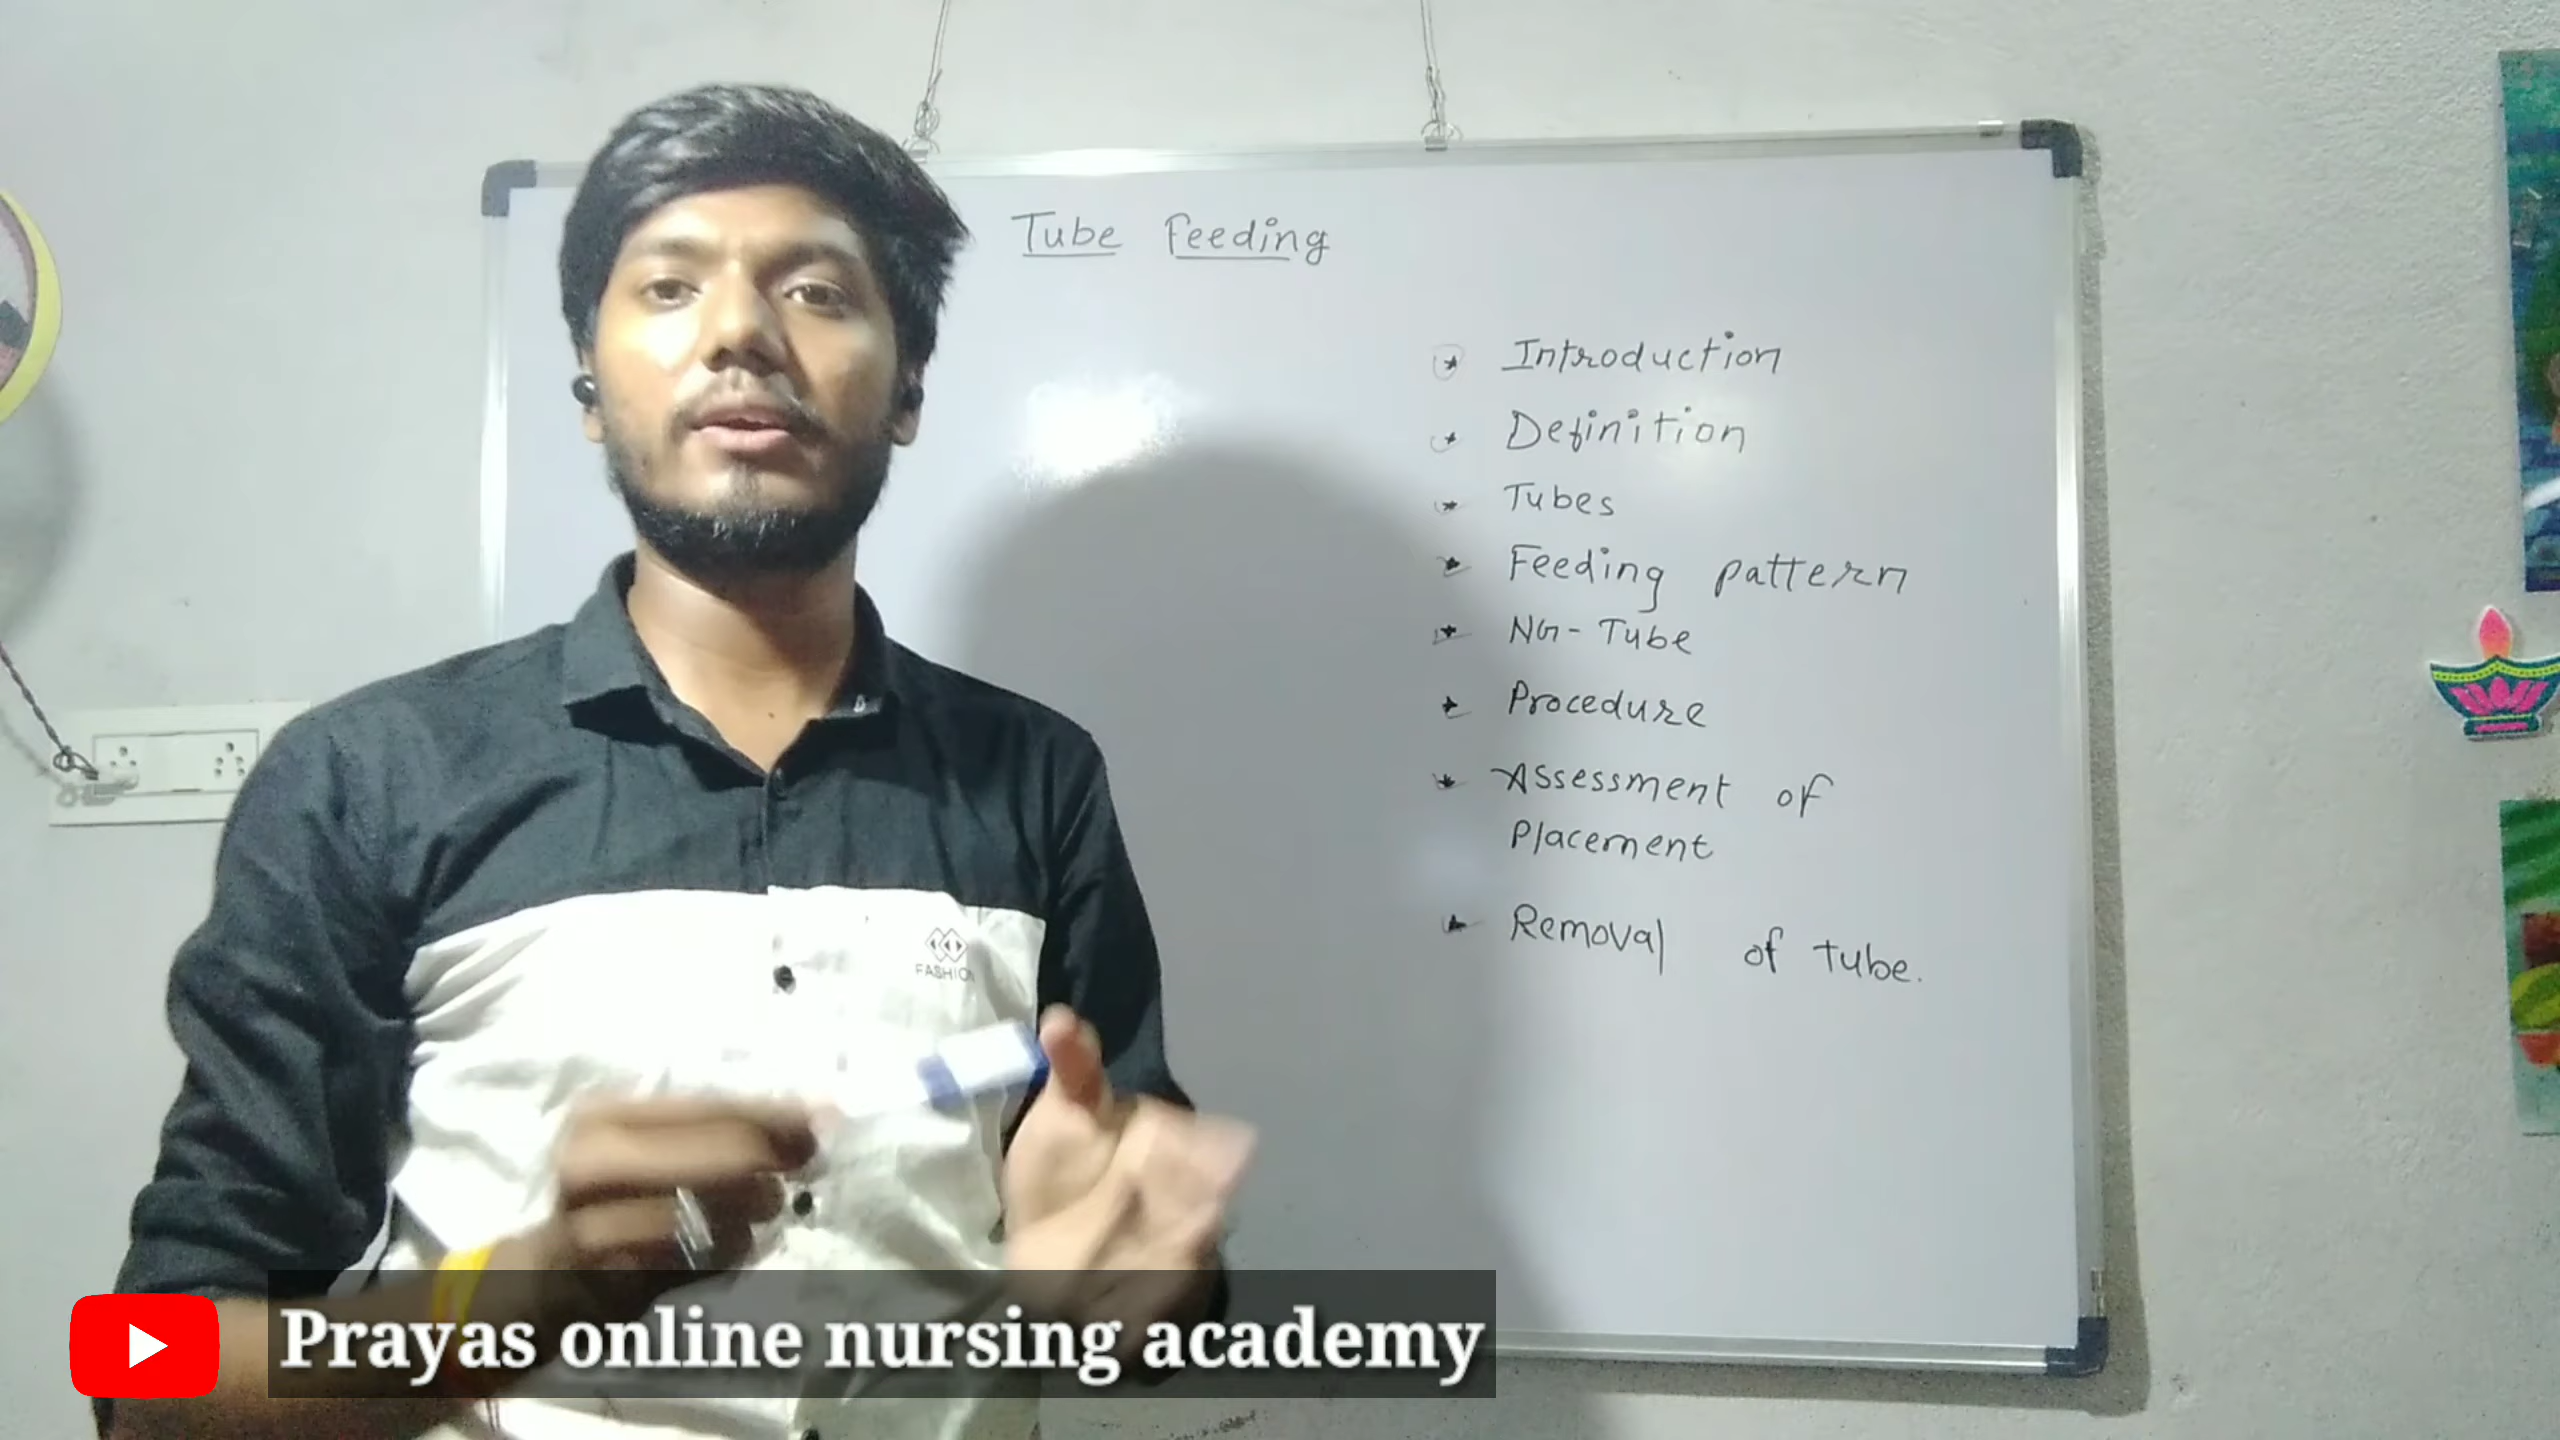 Tube Feeding
* Introduction
* Definition
* Tubes
* Feeding pattern
* NG-Tube
* Procedure
* Assessment of
Placement
* Removal of tube.
FASHION
Prayas online nursing academy